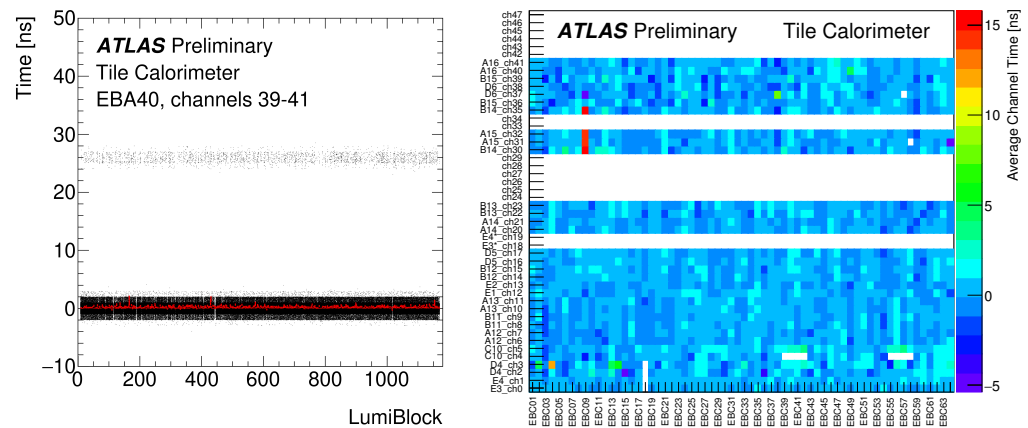 Time [ns]
50
40
30
20
10
0
−10
ATLAS Preliminary
Tile Calorimeter
EBA40, channels 39-41
0 200 400 600 800 1000
LumiBlock
ATLAS Preliminary Tile Calorimeter
ch47
ch46
ch45
ch44
ch43
ch42
A16_ch41
A16_ch40
B15_ch39
D6_ch38
D6_ch37
B15_ch36
B14_ch35
ch34
ch33
A15_ch32
A15_ch31
B14_ch30
ch29
ch28
ch27
ch26
ch25
ch24
B13_ch23
B13_ch22
A14_ch21
A14_ch20
E4*_ch19
E3*_ch18
D5_ch17
D5_ch16
B12_ch15
B12_ch14
E2_ch13
E1_ch12
A13_ch11
A13_ch10
B11_ch9
B11_ch8
A12_ch7
A12_ch6
C10_ch5
C10_ch4
D4_ch3
D4_ch2
E4_ch1
E3_ch0
EBC01 EBC03 EBC05 EBC07 EBC09 EBC11 EBC13 EBC15 EBC17 EBC19 EBC21 EBC23 EBC25 EBC27 EBC29 EBC31 EBC33 EBC35 EBC37 EBC39 EBC41 EBC43 EBC45 EBC47 EBC49 EBC51 EBC53 EBC55 EBC57 EBC59 EBC61 EBC63
15
10
5
0
−5
Average Channel Time [ns]